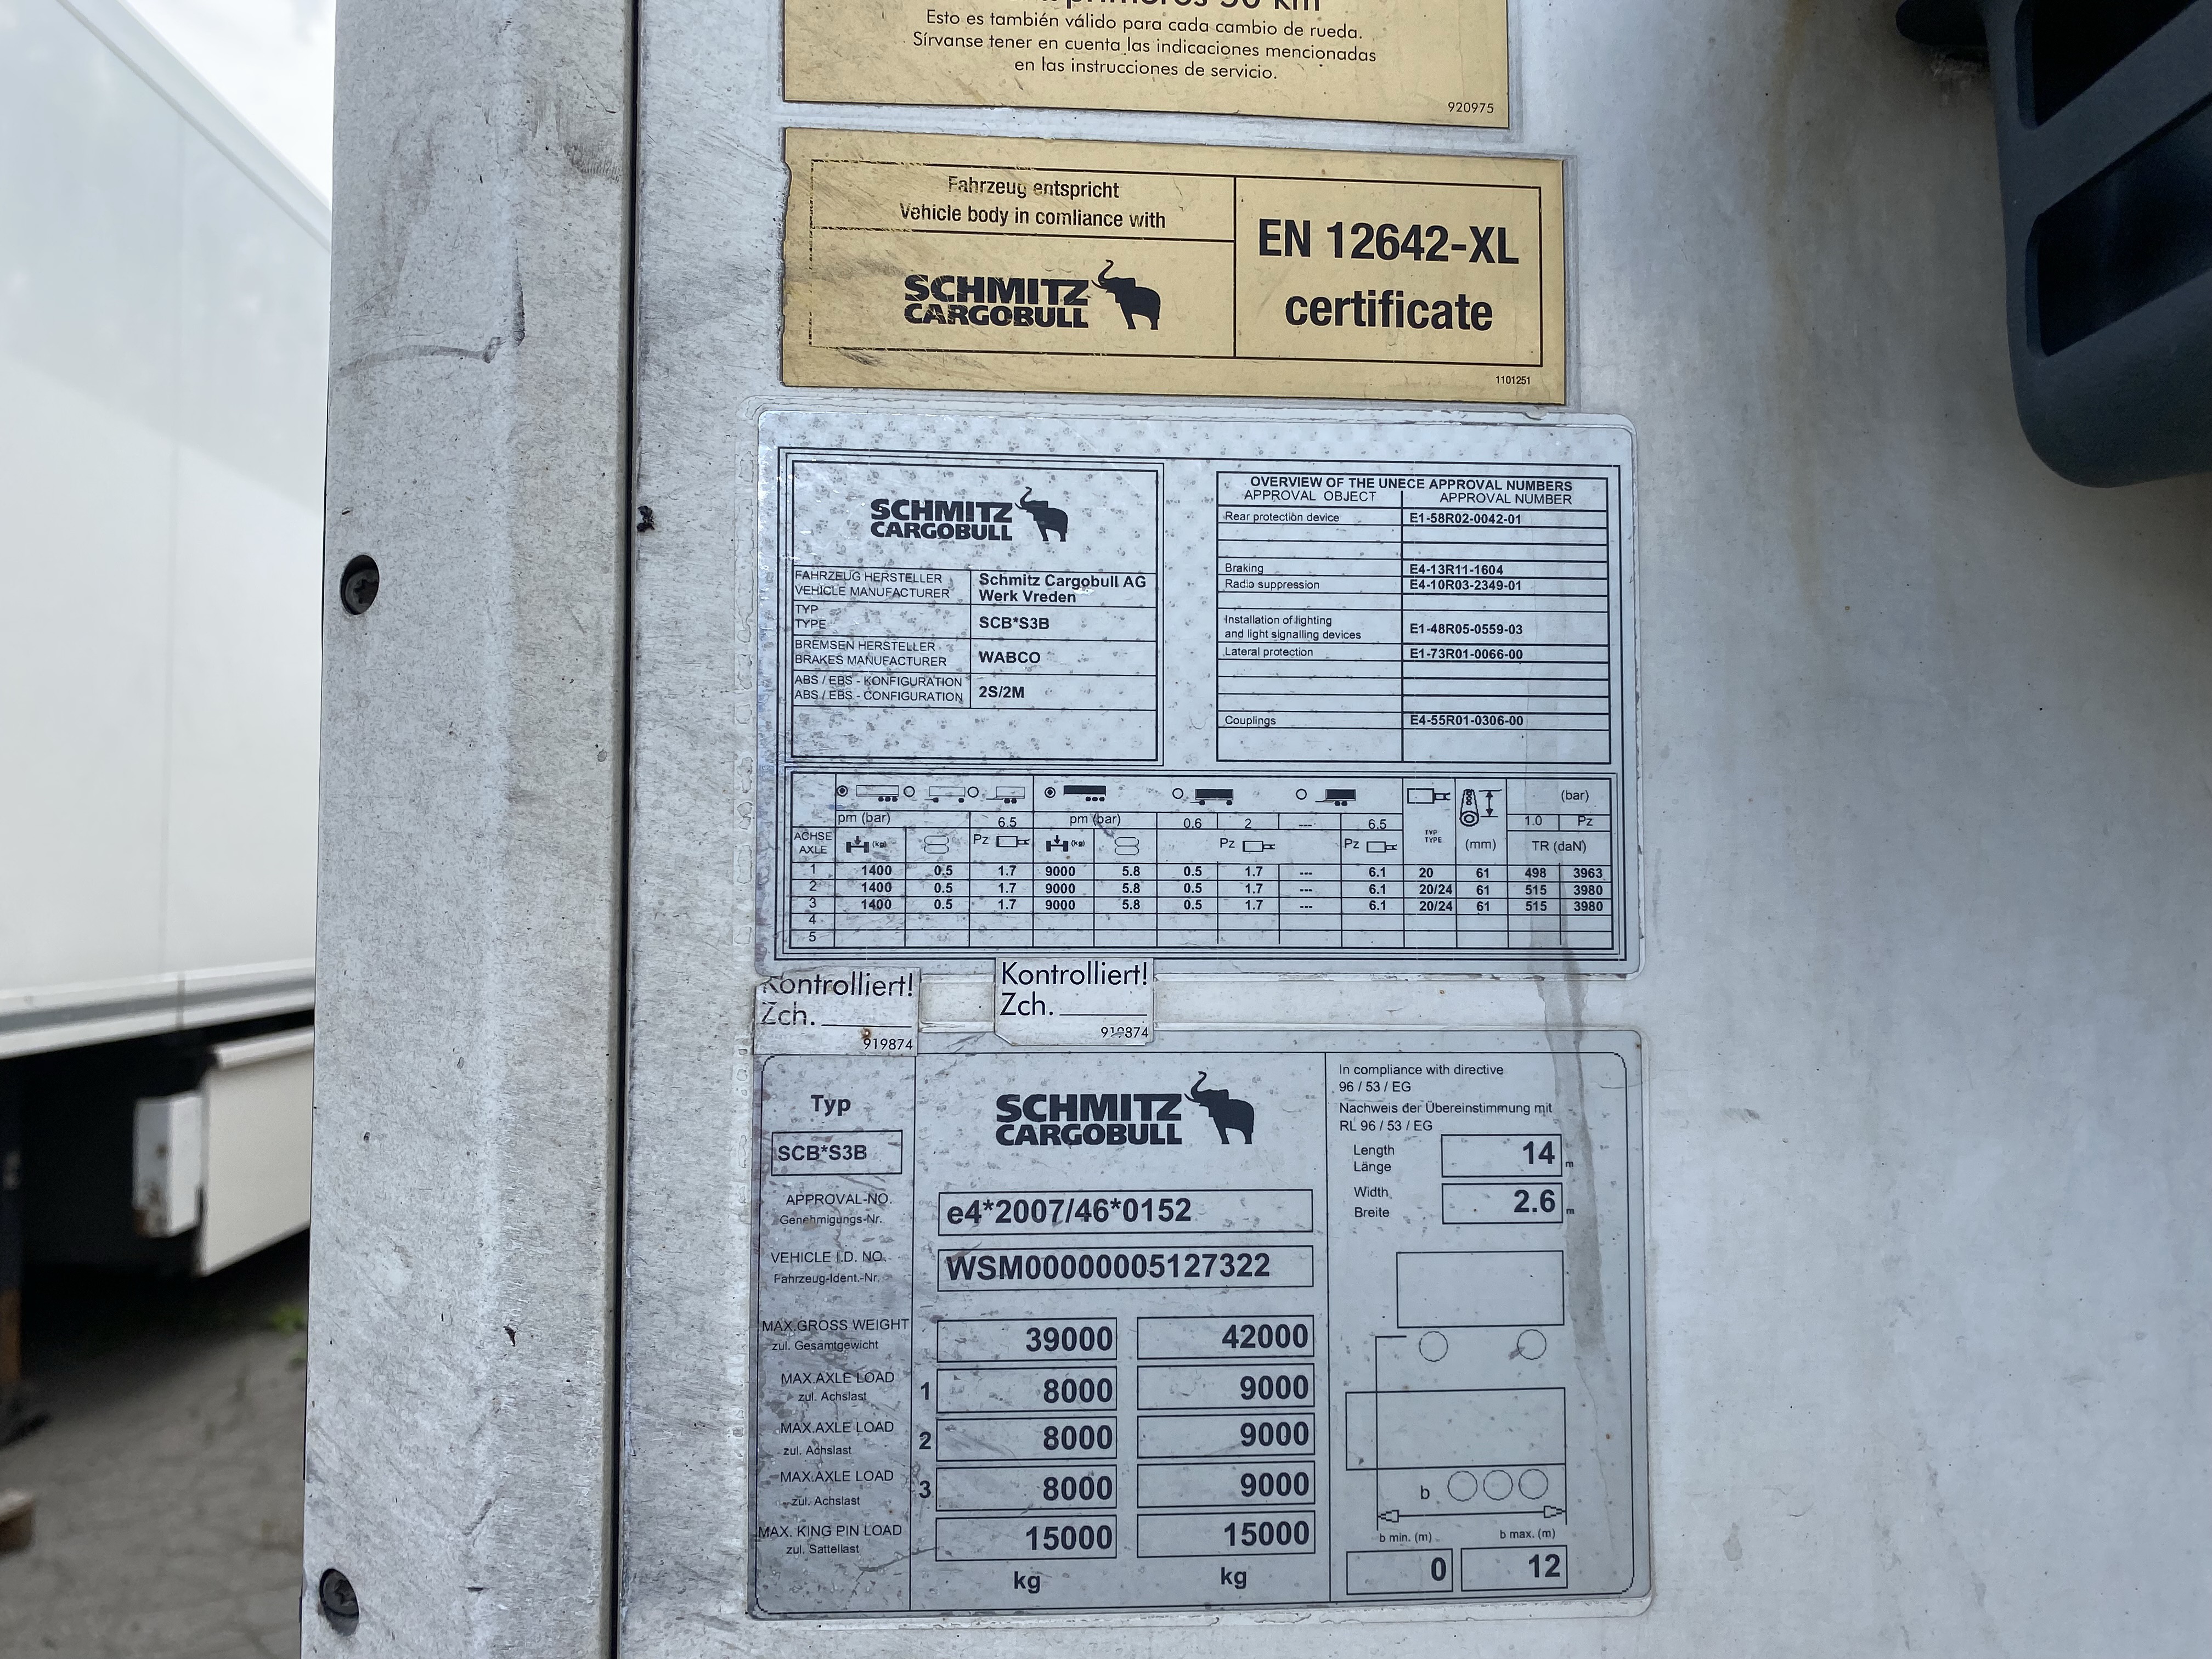 primeros 50 km
Esto es también válido para cada cambio de rueda.
Sírvanse tener en cuenta las indicaciones mencionadas
en las instrucciones de servicio.
920975
Fahrzeug entspricht
Vehicle body in comliance with
SCHMITZ
CARGOBULL
EN 12642-XL
certificate
1101251
SCHMITZ
CARGOBULL
FAHRZEUG HERSTELLER
VEHICLE MANUFACTURER
Schmitz Cargobull AG
Werk Vreden
TYP
TYPE
SCB*S3B
BREMSEN HERSTELLER
BRAKES MANUFACTURER
WABCO
ABS / EBS - KONFIGURATION
ABS / EBS - CONFIGURATION
2S/2M
OVERVIEW OF THE UNECE APPROVAL NUMBERS
APPROVAL OBJECT APPROVAL NUMBER
Rear protection device E1-58R02-0042-01
Braking E4-13R11-1604
Radio suppression E4-10R03-2349-01
Installation of lighting
and light signalling devices E1-48R05-0559-03
Lateral protection E1-73R01-0066-00
Couplings E4-55R01-0306-00
(bar)
pm (bar) 6.5 pm (bar) 0.6 2 --- 6.5 1.0 Pz
ACHSE
AXLE
(kg) Pz (kg) Pz Pz
TYP
TYPE
(mm) TR (daN)
1 1400 0.5 1.7 9000 5.8 0.5 1.7 --- 6.1 20 61 498 3963
2 1400 0.5 1.7 9000 5.8 0.5 1.7 --- 6.1 20/24 61 515 3980
3 1400 0.5 1.7 9000 5.8 0.5 1.7 --- 6.1 20/24 61 515 3980
4
5
Kontrolliert!
Zch.
919874
Kontrolliert!
Zch.
919874
Typ
SCB*S3B
SCHMITZ
CARGOBULL
APPROVAL-NO.
Genehmigungs-Nr.
e4*2007/46*0152
VEHICLE I.D. NO.
Fahrzeug-Ident.-Nr.
WSM00000005127322
MAX.GROSS WEIGHT
zul. Gesamtgewicht
39000 42000
MAX.AXLE LOAD
zul. Achslast
1 8000 9000
MAX.AXLE LOAD
zul. Achslast
2 8000 9000
MAX.AXLE LOAD
zul. Achslast
3 8000 9000
MAX. KING PIN LOAD
zul. Sattellast
15000 15000
kg kg
In compliance with directive
96 / 53 / EG
Nachweis der Übereinstimmung mit
RL 96 / 53 / EG
Length
Länge
14 m
Width
Breite
2.6 m
b
b min. (m) b max. (m)
0 12